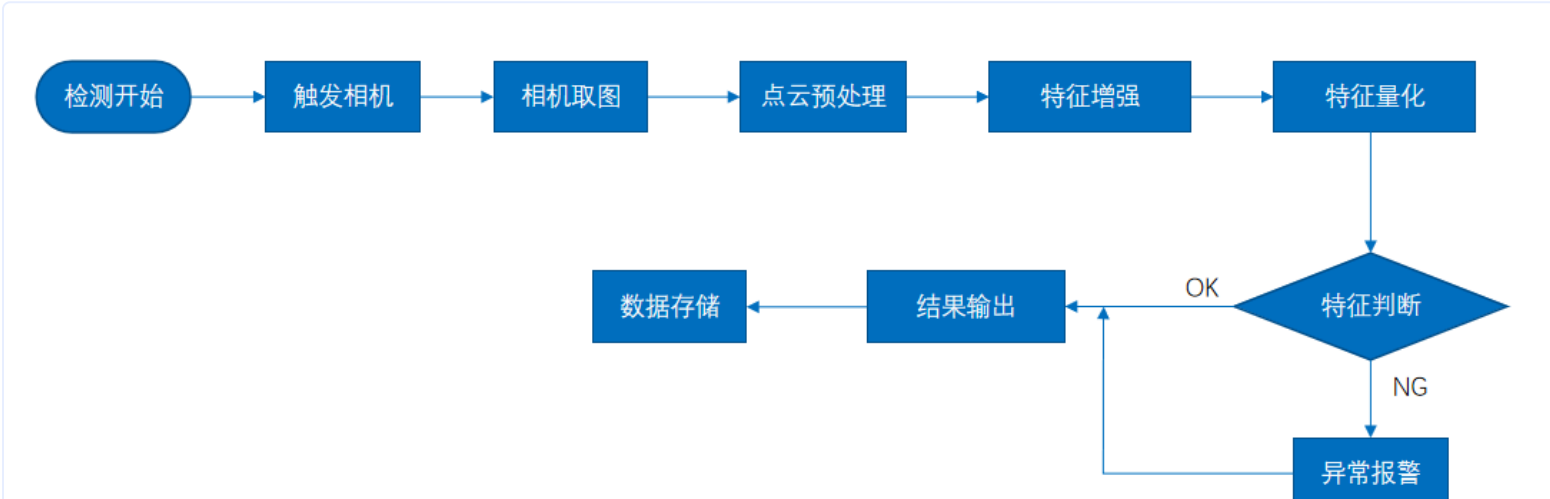 检测开始
触发相机
相机取图
点云预处理
特征增强
特征量化
数据存储
结果输出
OK
特征判断
NG
异常报警